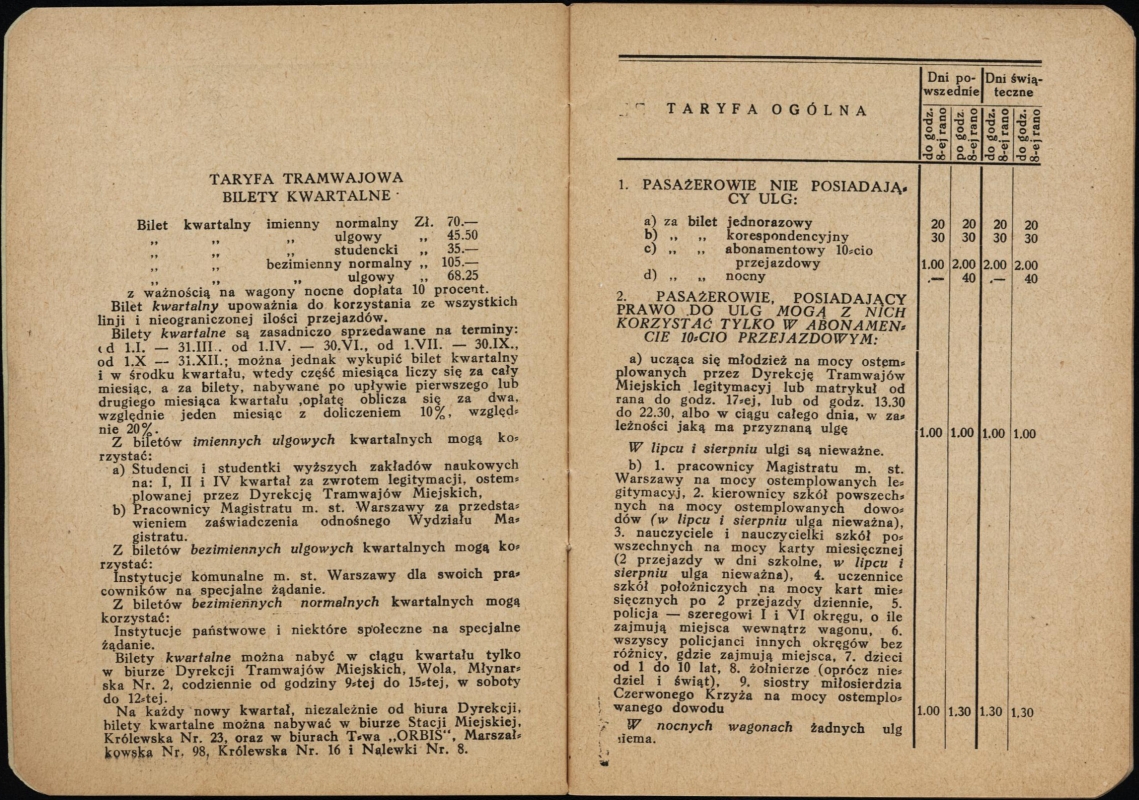 TARYFA TRAMWAJOWA
BILETY KWARTALNE
Bilet kwartalny imienny normalny Zł. 70.—
„ „ „ ulgowy „ 45.50
„ „ „ studencki „ 35.—
„ „ bezimienny normalny „ 105.—
„ „ „ ulgowy „ 68.25
z ważnością na wagony nocne dopłata 10 procent.
Bilet kwartalny upoważnia do korzystania ze wszystkich
linji i nieograniczonej ilości przejazdów.
Bilety kwartalne są zasadniczo sprzedawane na terminy:
od 1.I. — 31.III., od 1.IV. — 30.VI., od 1.VII. — 30.IX.,
od 1.X — 31.XII.; można jednak wykupić bilet kwartalny
i w środku kwartału, wtedy część miesiąca liczy się za cały
miesiąc, a za bilety, nabywane po upływie pierwszego lub
drugiego miesiąca kwartału ,opłatę oblicza się za dwa,
względnie jeden miesiąc z doliczeniem 10%, względ=
nie 20%.
Z biletów imiennych ulgowych kwartalnych mogą ko=
rzystać:
a) Studenci i studentki wyższych zakładów naukowych
na: I, II i IV kwartał za zwrotem legitymacji, ostem=
plowanej przez Dyrekcję Tramwajów Miejskich,
b) Pracownicy Magistratu m. st. Warszawy za przedsta=
wieniem zaświadczenia odnośnego Wydziału Ma=
gistratu.
Z biletów bezimiennych ulgowych kwartalnych mogą ko=
rzystać:
Instytucje komunalne m. st. Warszawy dla swoich pra=
cowników na specjalne żądanie.
Z biletów bezimiennych normalnych kwartalnych mogą
korzystać:
Instytucje państwowe i niektóre społeczne na specjalne
żądanie.
Bilety kwartalne można nabyć w ciągu kwartału tylko
w biurze Dyrekcji Tramwajów Miejskich, Wola, Młynar=
ska Nr. 2, codziennie od godziny 9=tej do 15=tej, w soboty
do 12=tej.
Na każdy nowy kwartał, niezależnie od biura Dyrekcji,
bilety kwartalne można nabywać w biurze Stacji Miejskiej,
Królewska Nr. 23, oraz w biurach T=wa „ORBIS“, Marszał=
kowska Nr. 98, Królewska Nr. 16 i Nalewki Nr. 8.
TARYFA OGÓLNA
Dni po=
wszednie
Dni świą=
teczne
do godz.
8-ej rano
po godz
8-ej rano
do godz.
8-ej rano
do godz.
8-ej rano
1. PASAŻEROWIE NIE POSIADAJĄ=
CY ULG:
a) za bilet jednorazowy 20 20 20 20
b) „ „ korespondencyjny 30 30 30 30
c) „ „ abonamentowy 10=cio
przejazdowy 1.00 2.00 2.00 2.00
d) „ „ nocny .— 40 .— 40
2. PASAŻEROWIE, POSIADAJĄCY
PRAWO DO ULG MOGĄ Z NICH
KORZYSTAĆ TYLKO W ABONAMEN=
CIE 10=CIO PRZEJAZDOWYM:
a) ucząca się młodzież na mocy ostem=
plowanych przez Dyrekcję Tramwajów
Miejskich legitymacyj lub matrykuł od
rana do godz. 17=ej, lub od godz. 13.30
do 22.30, albo w ciągu całego dnia, w za=
leżności jaką ma przyznaną ulgę 1.00 1.00 1.00 1.00
W lipcu i sierpniu ulgi są nieważne.
b) 1. pracownicy Magistratu m. st.
Warszawy na mocy ostemplowanych le=
gitymacyj, 2. kierownicy szkół powszech=
nych na mocy ostemplowanych dowo=
dów (w lipcu i sierpniu ulga nieważna),
3. nauczyciele i nauczycielki szkół po=
wszechnych na mocy karty miesięcznej
(2 przejazdy w dni szkolne, w lipcu i
sierpniu ulga nieważna), 4. uczennice
szkół położniczych na mocy kart mie=
sięcznych po 2 przejazdy dziennie, 5.
policja — szeregowi I i VI okręgu, o ile
zajmują miejsca wewnątrz wagonu, 6.
wszyscy policjanci innych okręgów bez
różnicy, gdzie zajmują miejsca, 7. dzieci
od 1 do 10 lat, 8. żołnierze (oprócz nie=
dziel i świąt), 9. siostry miłosierdzia
Czerwonego Krzyża na mocy ostemplo=
wanego dowodu 1.00 1.30 1.30 1.30
W nocnych wagonach żadnych ulg
niema.